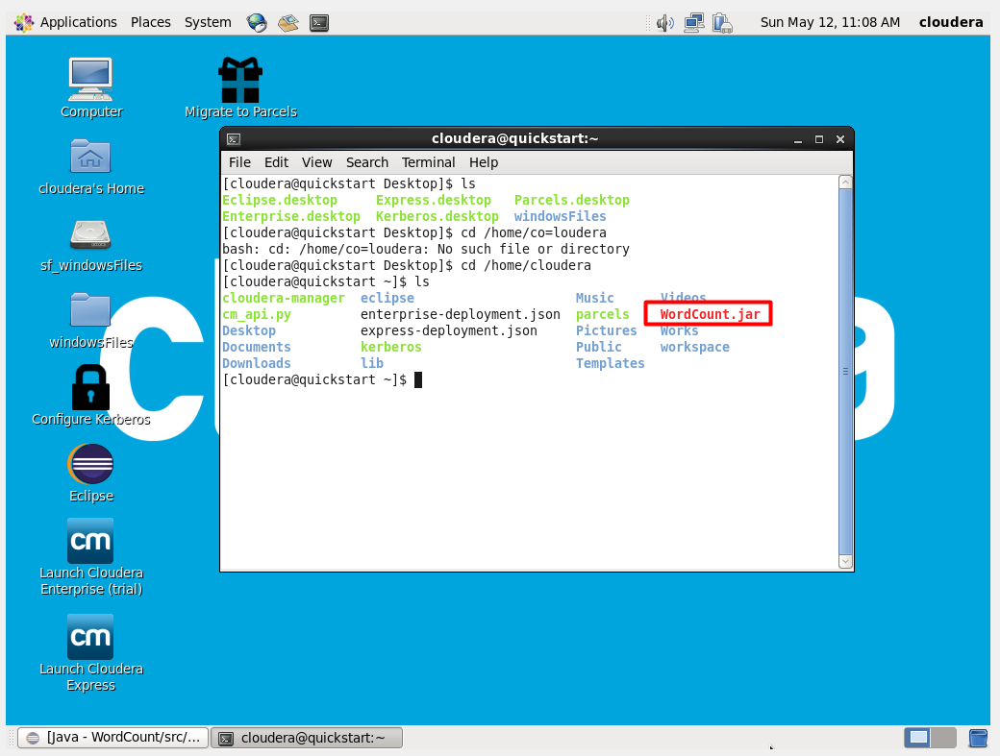 Applications Places System Sun May 12, 11:08 AM cloudera
Computer
Migrate to Parcels
cloudera's Home
sf_windowsFiles
windowsFiles
Configure Kerberos
Eclipse
cm
Launch Cloudera
Enterprise (trial)
cm
Launch Cloudera
Express
cloudera@quickstart:~
File Edit View Search Terminal Help
[cloudera@quickstart Desktop]$ ls
Eclipse.desktop Express.desktop Parcels.desktop
Enterprise.desktop Kerberos.desktop windowsFiles
[cloudera@quickstart Desktop]$ cd /home/co=loudera
bash: cd: /home/co=loudera: No such file or directory
[cloudera@quickstart Desktop]$ cd /home/cloudera
[cloudera@quickstart ~]$ ls
cloudera-manager eclipse Music Videos
cm_api.py enterprise-deployment.json parcels WordCount.jar
Desktop express-deployment.json Pictures Works
Documents kerberos Public workspace
Downloads lib Templates
[cloudera@quickstart ~]$
[Java - WordCount/src/... cloudera@quickstart:~